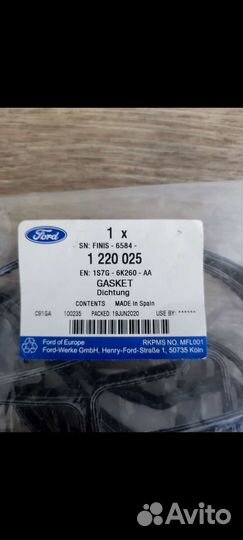 Ford
1 x
SN: FINIS - 6584 -
1 220 025
EN: 1S7G - 6K260 - AA
GASKET
Dichtung
CONTENTS MADE In Spain
C91GA 100235 PACKED: 19JUN2020 USE BY: ******
Ford of Europe RKPMS NO. MFL001
Ford-Werke GmbH, Henry-Ford-Straße 1, 50735 Köln
Avito